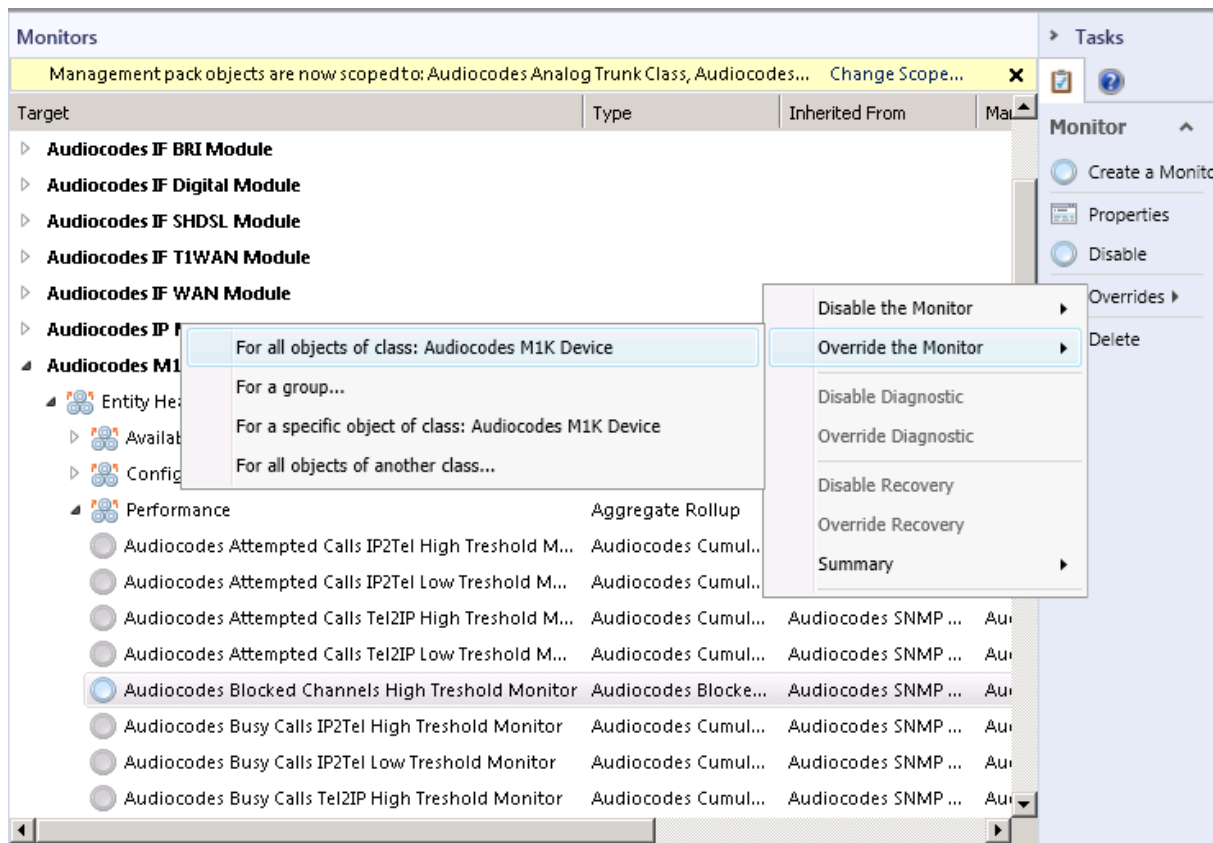 Monitors
Management pack objects are now scoped to: Audiocodes Analog Trunk Class, Audiocodes... Change Scope...
Target Type Inherited From
Audiocodes IF BRI Module
Audiocodes IF Digital Module
Audiocodes IF SHDSL Module
Audiocodes IF T1WAN Module
Audiocodes IF WAN Module
Audiocodes IP
Audiocodes M1
Entity
Performance Aggregate Rollup
Audiocodes Attempted Calls IP2Tel High Treshold M... Audiocodes Cumul...
Audiocodes Attempted Calls IP2Tel Low Treshold M... Audiocodes Cumul...
Audiocodes Attempted Calls Tel2IP High Treshold M... Audiocodes Cumul... Audiocodes SNMP ...
Audiocodes Attempted Calls Tel2IP Low Treshold M... Audiocodes Cumul... Audiocodes SNMP ...
Audiocodes Blocked Channels High Treshold Monitor Audiocodes Blocke... Audiocodes SNMP ...
Audiocodes Busy Calls IP2Tel High Treshold Monitor Audiocodes Cumul... Audiocodes SNMP ...
Audiocodes Busy Calls IP2Tel Low Treshold Monitor Audiocodes Cumul... Audiocodes SNMP ...
Audiocodes Busy Calls Tel2IP High Treshold Monitor Audiocodes Cumul... Audiocodes SNMP ...
For all objects of class: Audiocodes M1K Device
For a group...
For a specific object of class: Audiocodes M1K Device
For all objects of another class...
Disable the Monitor
Override the Monitor
Disable Diagnostic
Override Diagnostic
Disable Recovery
Override Recovery
Summary
Tasks
Monitor
Create a Monito
Properties
Disable
Overrides
Delete